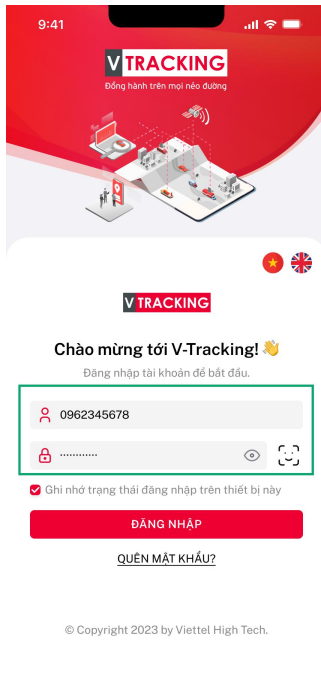 9:41
V TRACKING
Đồng hành trên mọi nẻo đường
V TRACKING
Chào mừng tới V-Tracking! 👋
Đăng nhập tài khoản để bắt đầu.
0962345678
············
Ghi nhớ trạng thái đăng nhập trên thiết bị này
ĐĂNG NHẬP
QUÊN MẬT KHẨU?
© Copyright 2023 by Viettel High Tech.